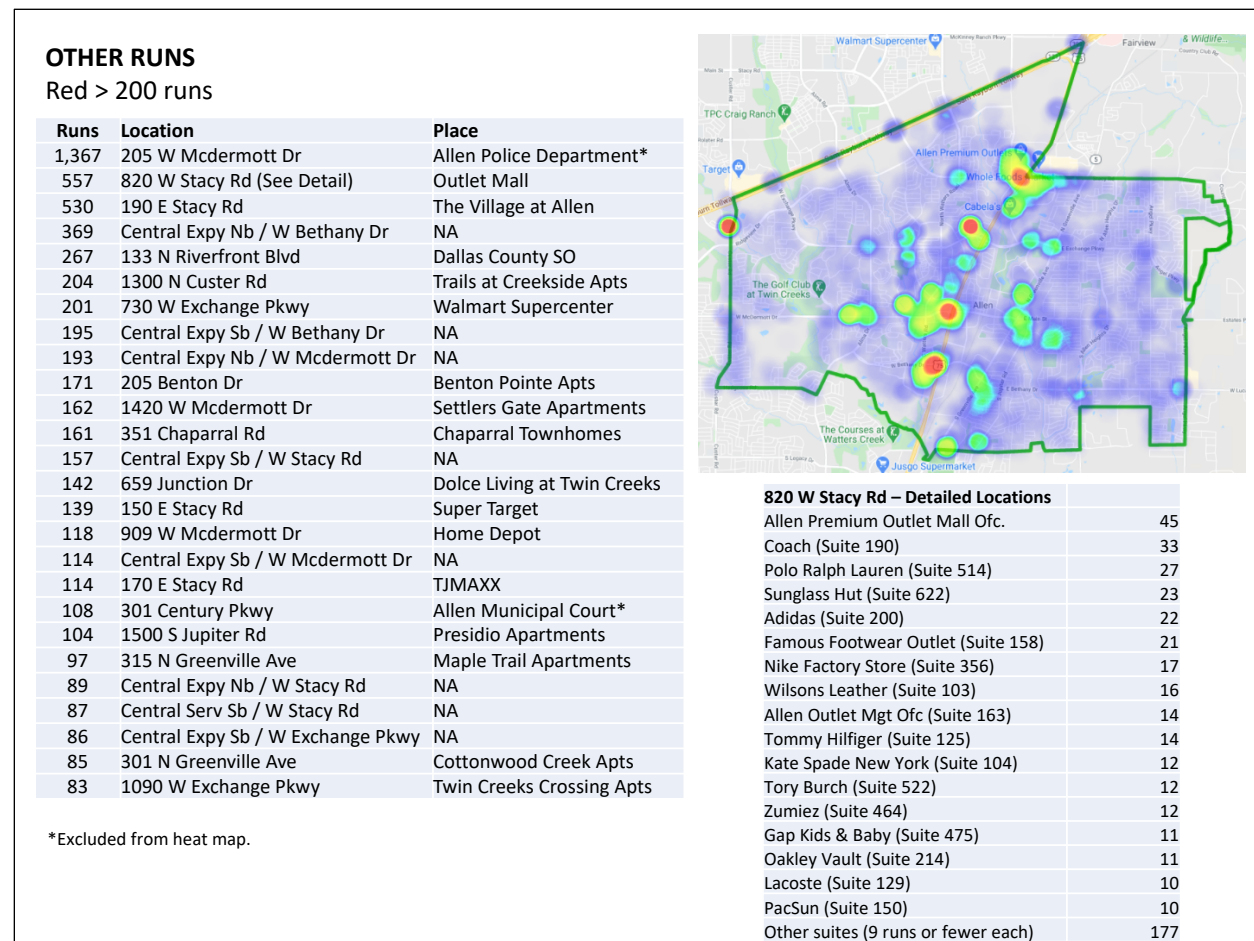 OTHER RUNS
Red > 200 runs
Runs Location Place
1,367 205 W Mcdermott Dr Allen Police Department*
557 820 W Stacy Rd (See Detail) Outlet Mall
530 190 E Stacy Rd The Village at Allen
369 Central Expy Nb / W Bethany Dr NA
267 133 N Riverfront Blvd Dallas County SO
204 1300 N Custer Rd Trails at Creekside Apts
201 730 W Exchange Pkwy Walmart Supercenter
195 Central Expy Sb / W Bethany Dr NA
193 Central Expy Nb / W Mcdermott Dr NA
171 205 Benton Dr Benton Pointe Apts
162 1420 W Mcdermott Dr Settlers Gate Apartments
161 351 Chaparral Rd Chaparral Townhomes
157 Central Expy Sb / W Stacy Rd NA
142 659 Junction Dr Dolce Living at Twin Creeks
139 150 E Stacy Rd Super Target
118 909 W Mcdermott Dr Home Depot
114 Central Expy Sb / W Mcdermott Dr NA
114 170 E Stacy Rd TJMAXX
108 301 Century Pkwy Allen Municipal Court*
104 1500 S Jupiter Rd Presidio Apartments
97 315 N Greenville Ave Maple Trail Apartments
89 Central Expy Nb / W Stacy Rd NA
87 Central Serv Sb / W Stacy Rd NA
86 Central Expy Sb / W Exchange Pkwy NA
85 301 N Greenville Ave Cottonwood Creek Apts
83 1090 W Exchange Pkwy Twin Creeks Crossing Apts
*Excluded from heat map.
Walmart Supercenter
Fairview
& Wildlife...
TPC Craig Ranch
Allen Premium Outlets
Target
Whole Foods
Cabela's
The Golf Club
at Twin Creeks
Allen
The Courses at
Watters Creek
Jusgo Supermarket
820 W Stacy Rd – Detailed Locations
Allen Premium Outlet Mall Ofc. 45
Coach (Suite 190) 33
Polo Ralph Lauren (Suite 514) 27
Sunglass Hut (Suite 622) 23
Adidas (Suite 200) 22
Famous Footwear Outlet (Suite 158) 21
Nike Factory Store (Suite 356) 17
Wilsons Leather (Suite 103) 16
Allen Outlet Mgt Ofc (Suite 163) 14
Tommy Hilfiger (Suite 125) 14
Kate Spade New York (Suite 104) 12
Tory Burch (Suite 522) 12
Zumiez (Suite 464) 12
Gap Kids & Baby (Suite 475) 11
Oakley Vault (Suite 214) 11
Lacoste (Suite 129) 10
PacSun (Suite 150) 10
Other suites (9 runs or fewer each) 177